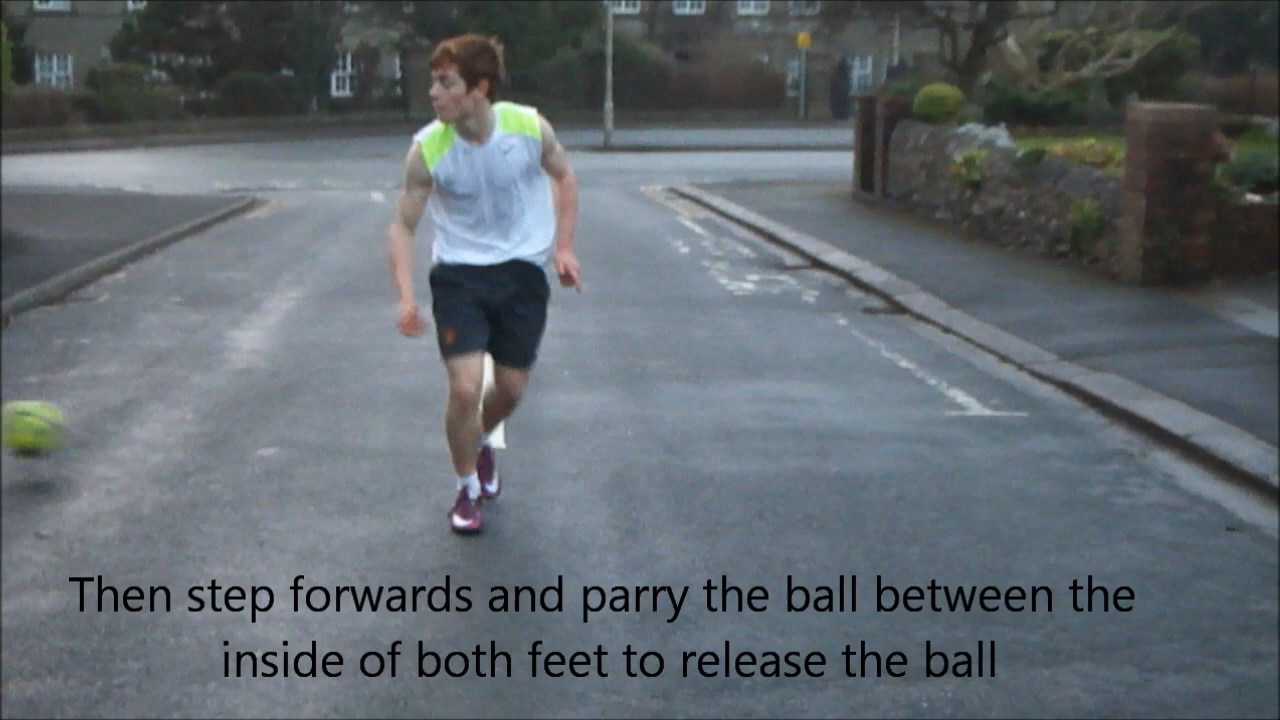 Then step forwards and parry the ball between the
inside of both feet to release the ball